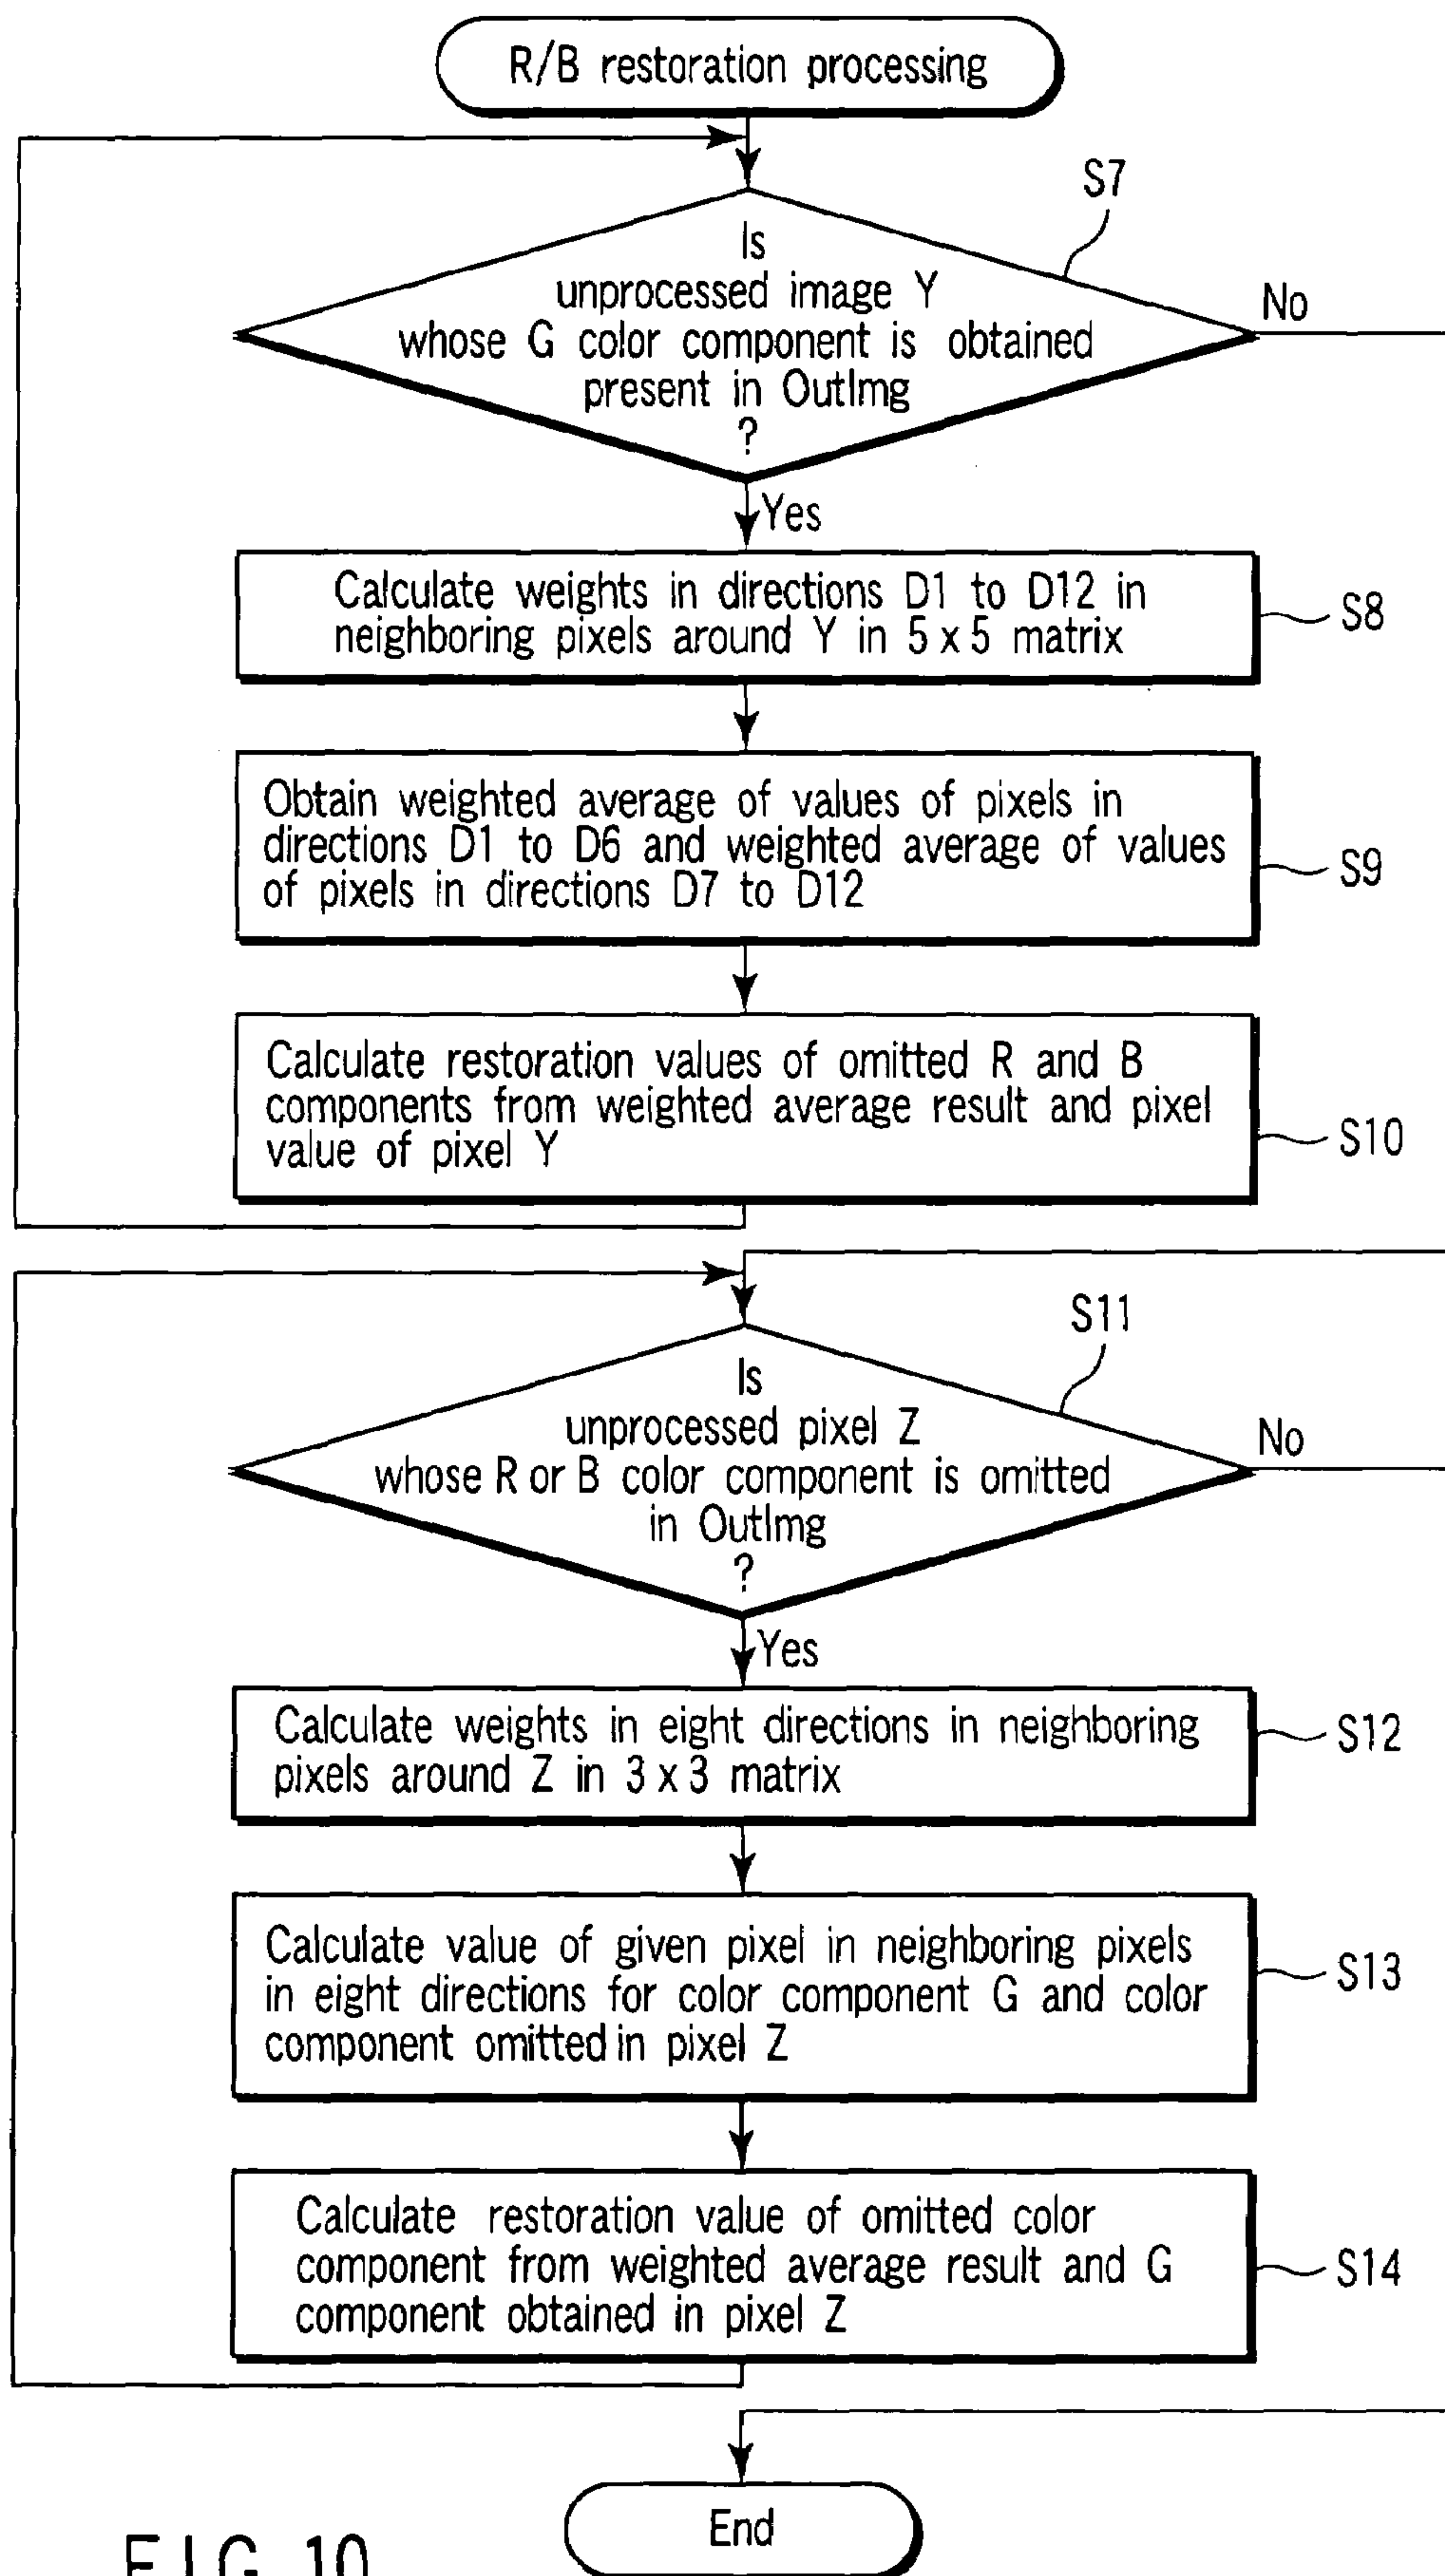 R/B restoration processing
S7
Is
unprocessed image Y
whose G color component is obtained
present in OutImg
?
No
Yes
Calculate weights in directions D1 to D12 in
neighboring pixels around Y in 5 x 5 matrix
S8
Obtain weighted average of values of pixels in
directions D1 to D6 and weighted average of values
of pixels in directions D7 to D12
S9
Calculate restoration values of omitted R and B
components from weighted average result and pixel
value of pixel Y
S10
S11
Is
unprocessed pixel Z
whose R or B color component is omitted
in OutImg
?
No
Yes
Calculate weights in eight directions in neighboring
pixels around Z in 3 x 3 matrix
S12
Calculate value of given pixel in neighboring pixels
in eight directions for color component G and color
component omitted in pixel Z
S13
Calculate restoration value of omitted color
component from weighted average result and G
component obtained in pixel Z
S14
End
FIG. 10